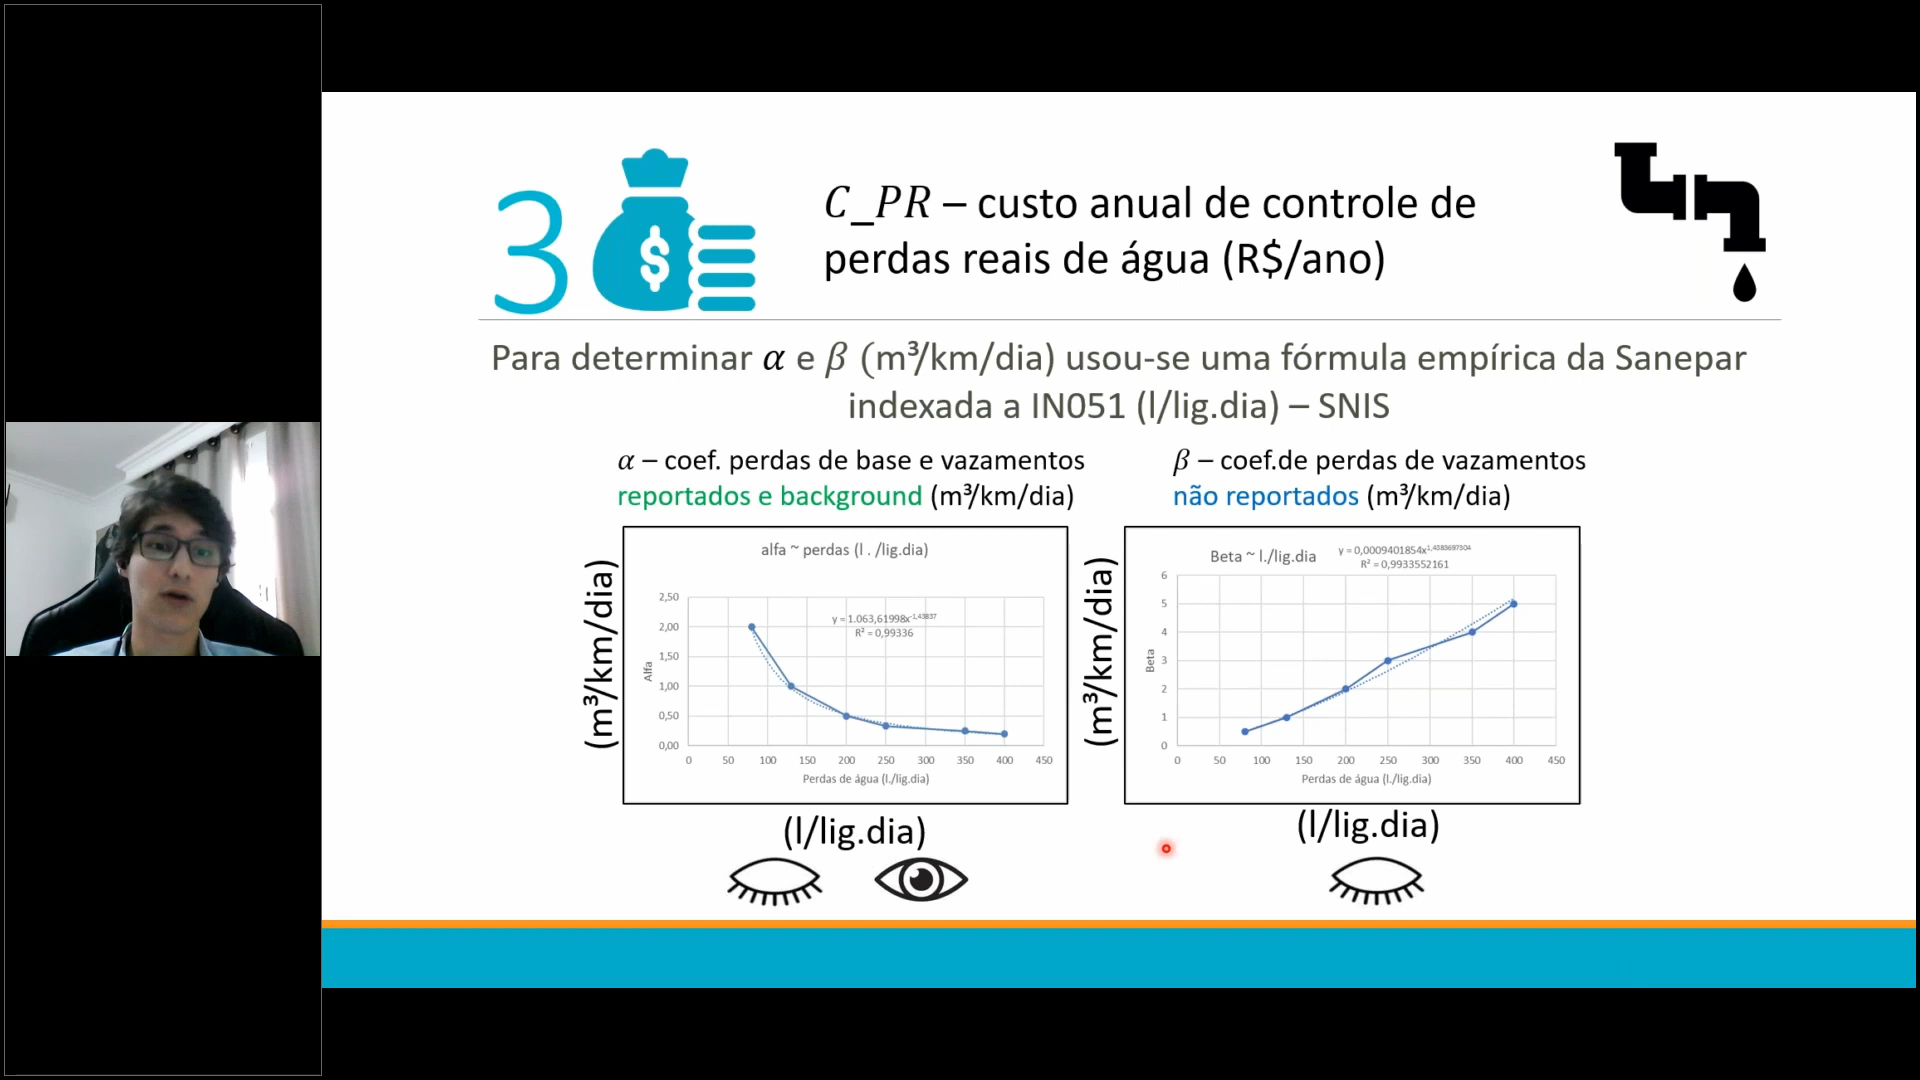 3
$
C_PR – custo anual de controle de
perdas reais de água (R$/ano)
Para determinar α e β (m³/km/dia) usou-se uma fórmula empírica da Sanepar
indexada a IN051 (l/lig.dia) – SNIS
α – coef. perdas de base e vazamentos
reportados e background (m³/km/dia)
(m³/km/dia)
alfa ~ perdas (l . /lig.dia)
y = 1.063,61998x^-1,43837
R² = 0,99336
2,50
2,00
1,50
1,00
0,50
0,00
Alfa
0 50 100 150 200 250 300 350 400 450
Perdas de água (l./lig.dia)
(l/lig.dia)
β – coef.de perdas de vazamentos
não reportados (m³/km/dia)
(m³/km/dia)
Beta ~ l./lig.dia
y = 0,0009401854x^1,4383697304
R² = 0,9933552161
6
5
4
3
2
1
0
Beta
0 50 100 150 200 250 300 350 400 450
Perdas de água (l./lig.dia)
(l/lig.dia)